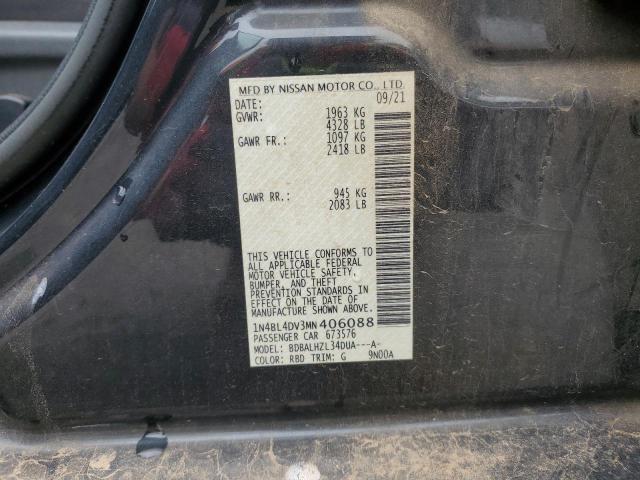 MFD BY NISSAN MOTOR CO., LTD.
DATE: 09/21
GVWR: 1963 KG
4328 LB
GAWR FR.: 1097 KG
2418 LB
GAWR RR.: 945 KG
2083 LB
THIS VEHICLE CONFORMS TO
ALL APPLICABLE FEDERAL
MOTOR VEHICLE SAFETY,
BUMPER, AND THEFT
PREVENTION STANDARDS IN
EFFECT ON THE DATE OF
MANUFACTURE SHOWN ABOVE.
1N4BL4DV3MN406088
PASSENGER CAR 673576
MODEL: BDBALHZL34DUA---A-
COLOR: RBD TRIM: G 9N00A